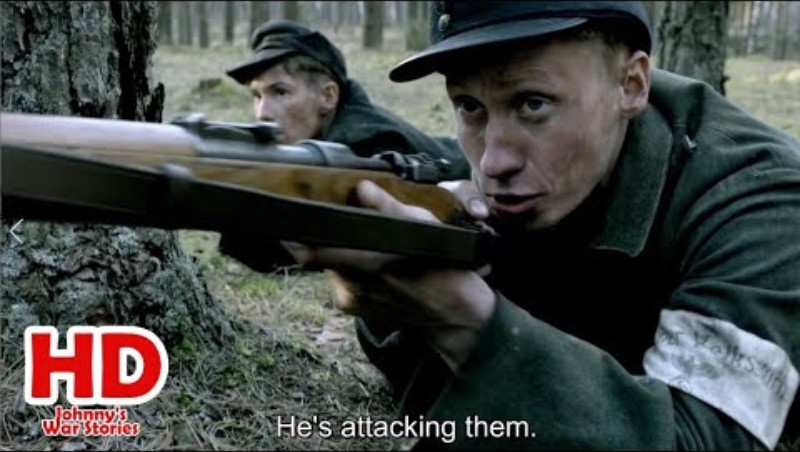 HD
Johnny's
War Stories
He's attacking them.